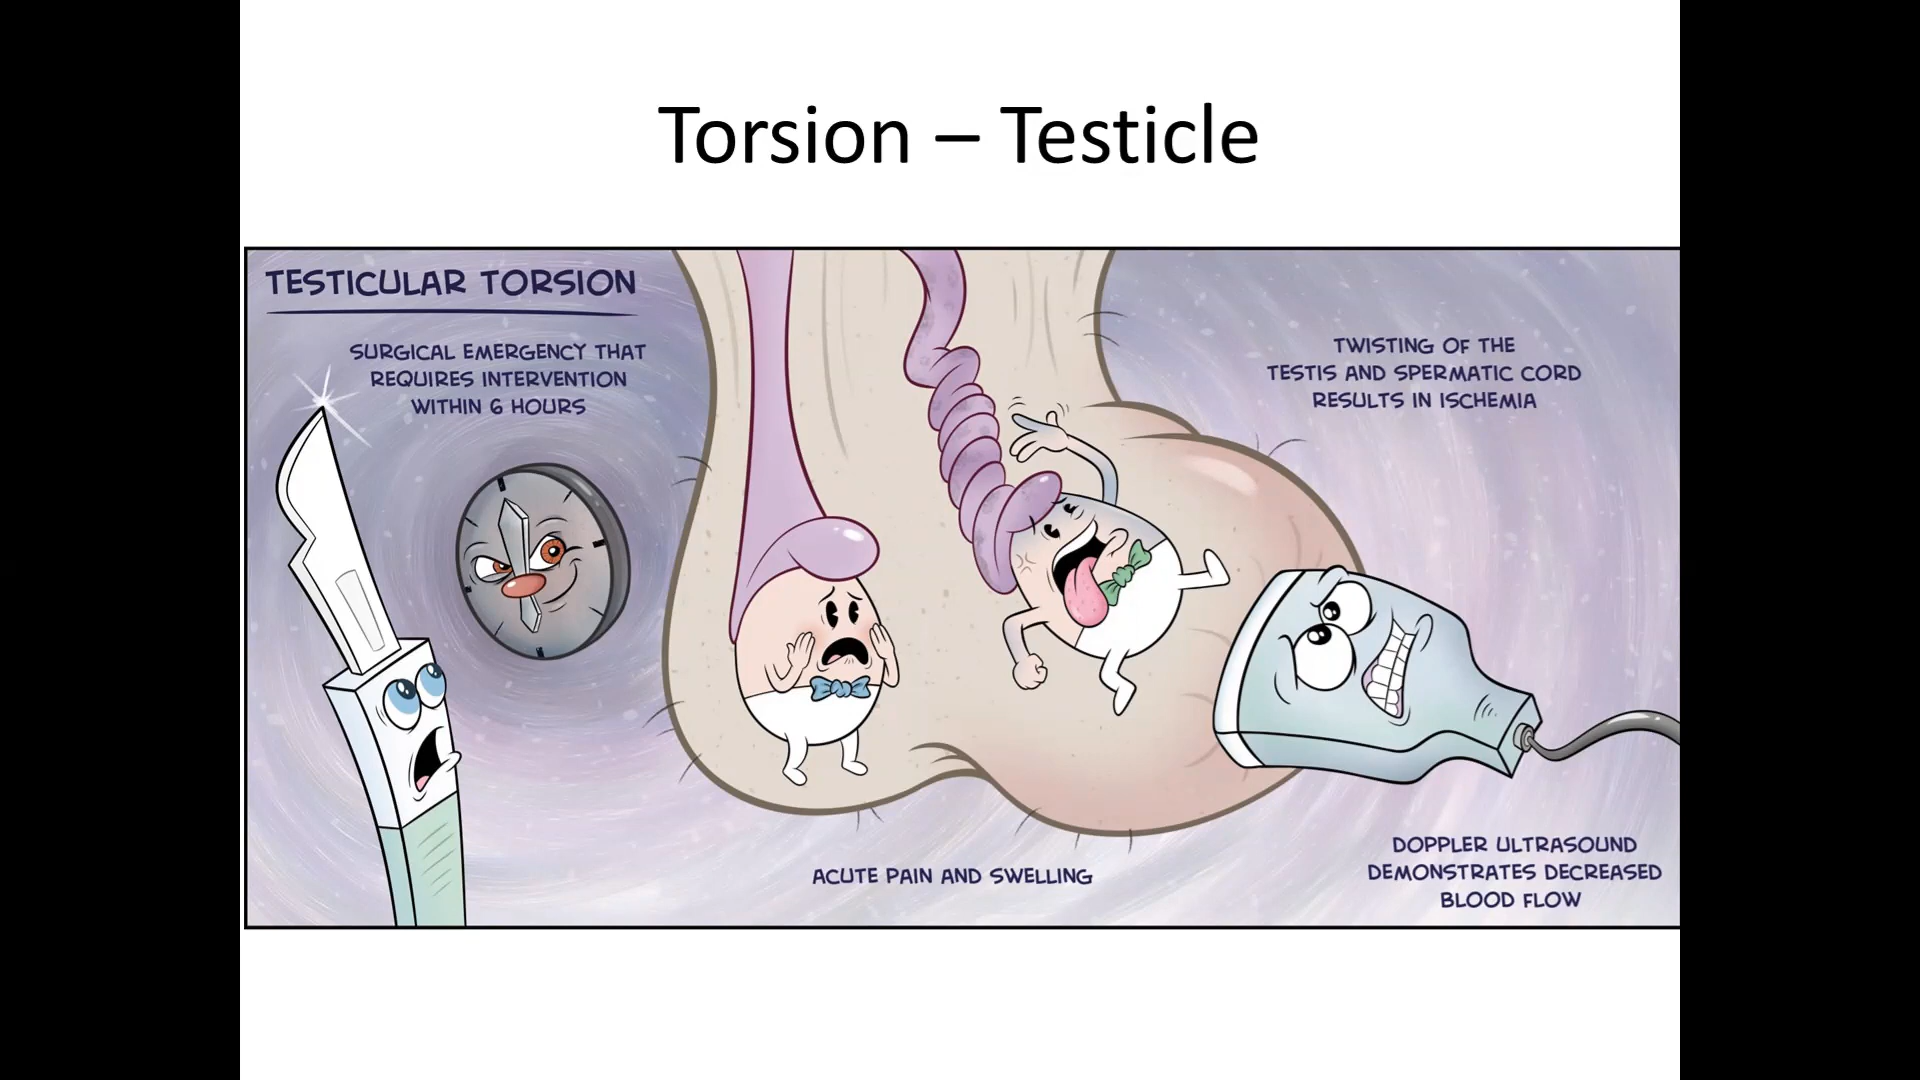 Torsion – Testicle
TESTICULAR TORSION
SURGICAL EMERGENCY THAT
REQUIRES INTERVENTION
WITHIN 6 HOURS
TWISTING OF THE
TESTIS AND SPERMATIC CORD
RESULTS IN ISCHEMIA
ACUTE PAIN AND SWELLING
DOPPLER ULTRASOUND
DEMONSTRATES DECREASED
BLOOD FLOW